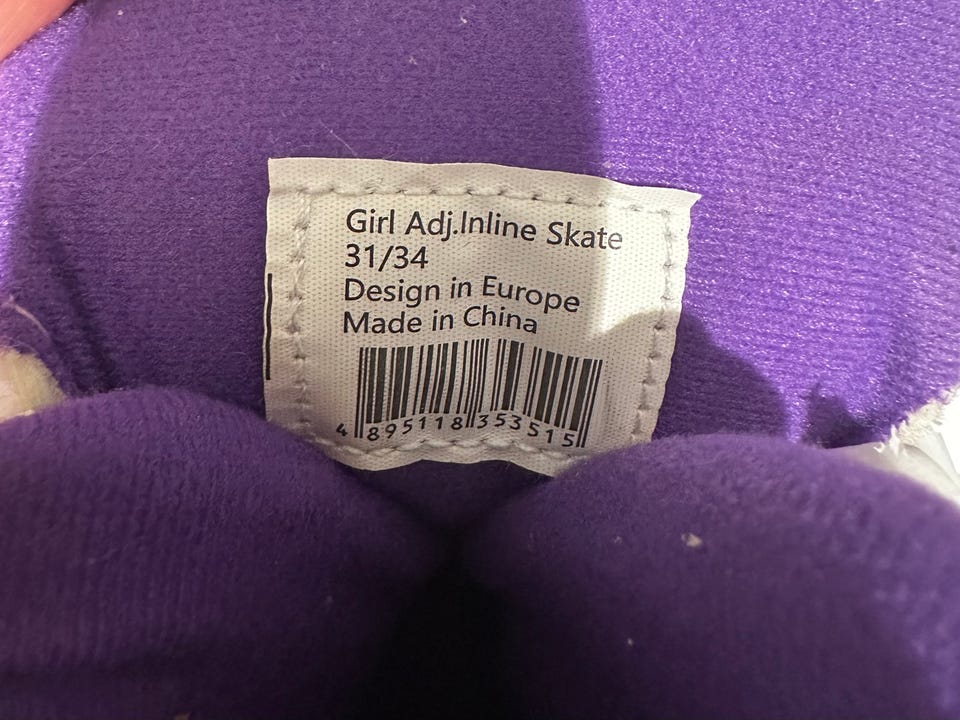 Girl Adj.Inline Skate
31/34
Design in Europe
Made in China
4 895118 353515